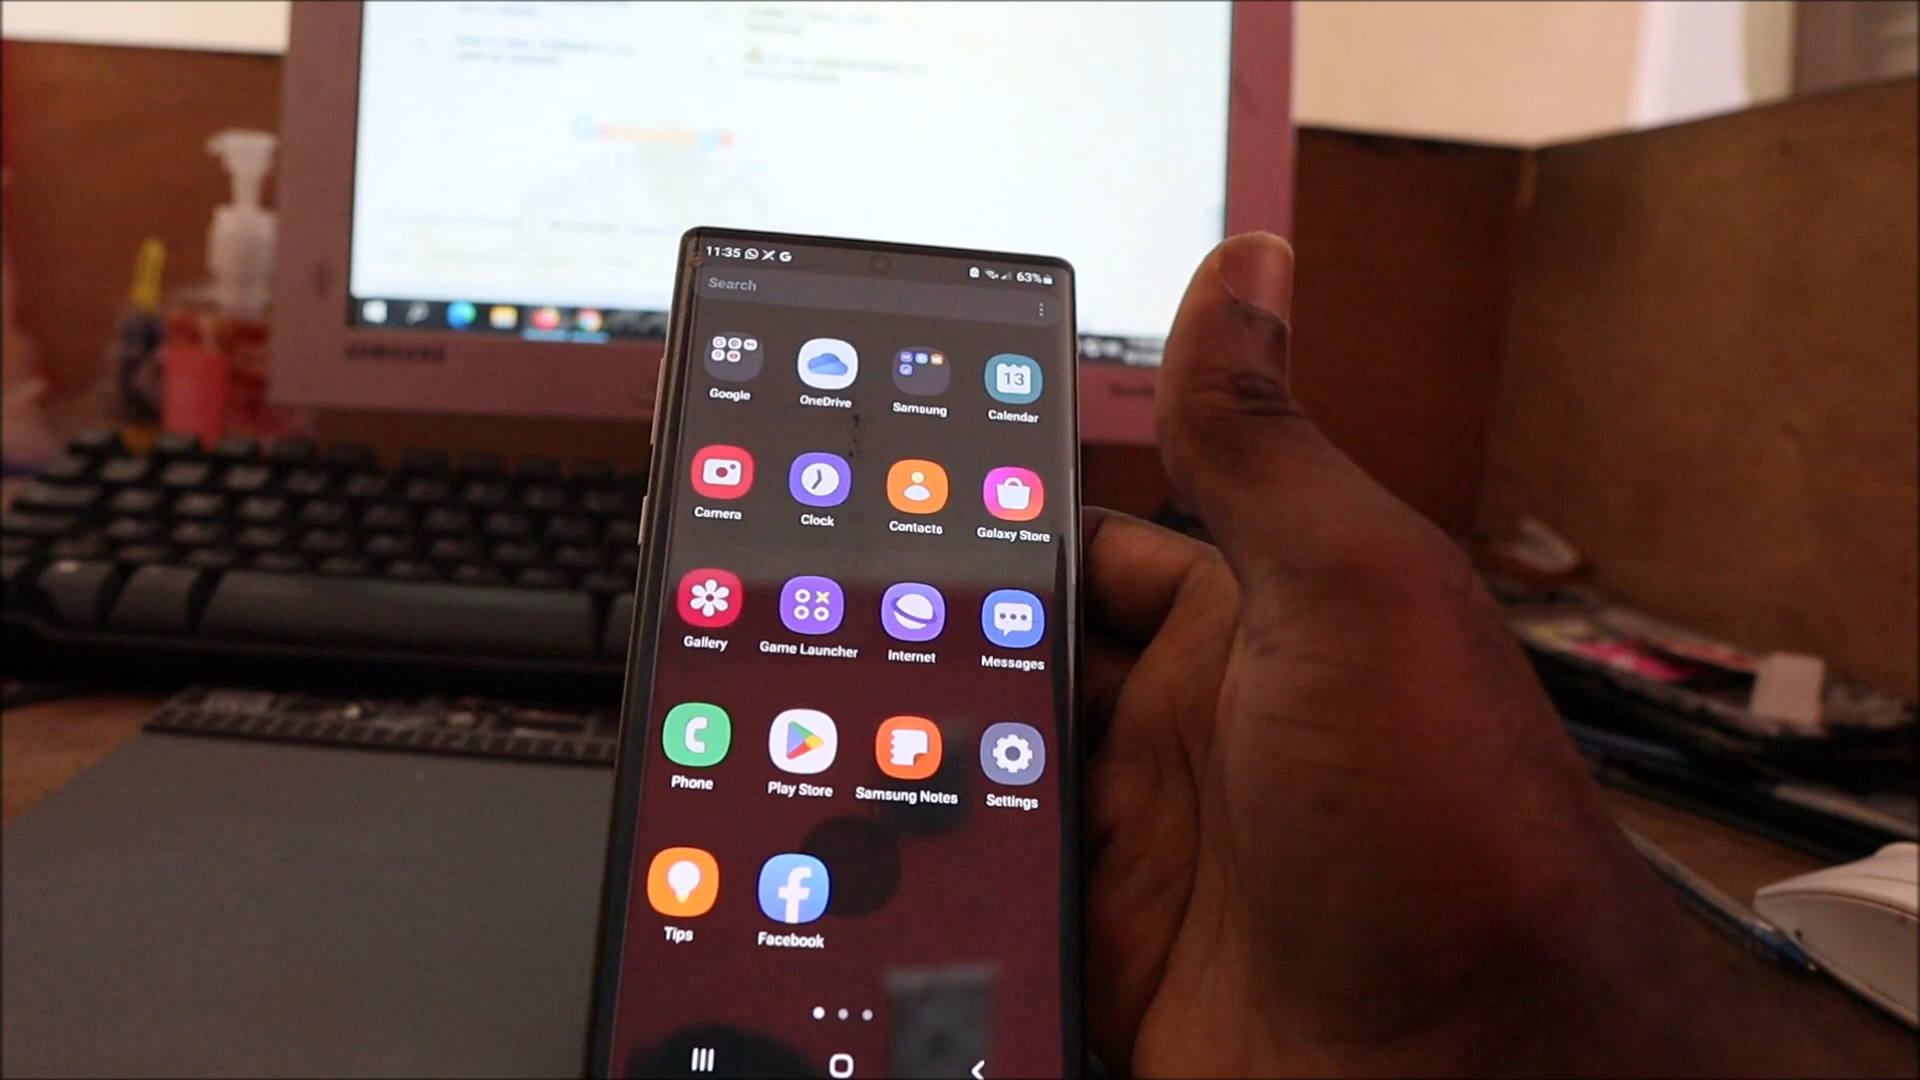 11:35
63%
Search
Google OneDrive Samsung Calendar
13
Camera Clock Contacts Galaxy Store
Gallery Game Launcher Internet Messages
Phone Play Store Samsung Notes Settings
Tips Facebook
SAMSUNG